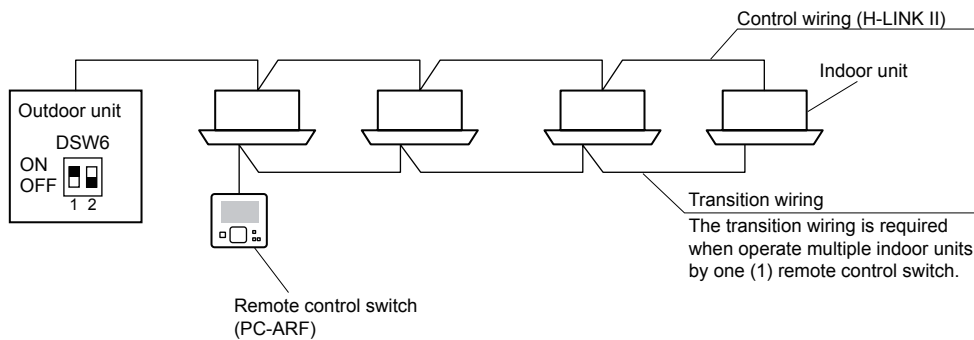 Control wiring (H-LINK II)
Indoor unit
Outdoor unit
DSW6
ON
OFF
1 2
Transition wiring
The transition wiring is required
when operate multiple indoor units
by one (1) remote control switch.
Remote control switch
(PC-ARF)